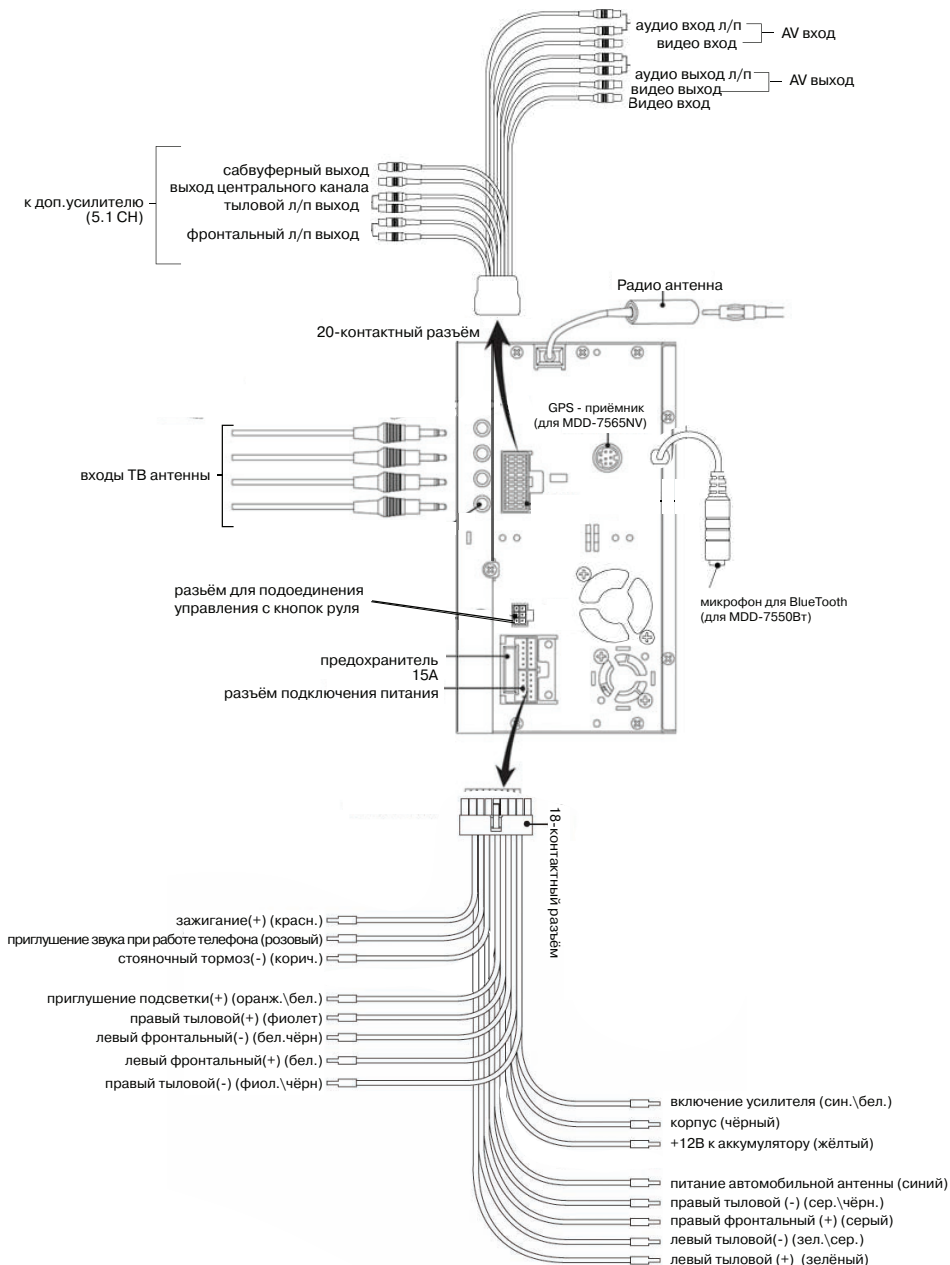 аудио вход л/п
AV вход
видео вход
аудио выход л/п
AV выход
видео выход
Видео вход
сабвуферный выход
выход центрального канала
тыловой л/п выход
фронтальный л/п выход
к доп.усилителю
(5.1 CH)
Радио антенна
20-контактный разъём
GPS - приёмник
(для MDD-7565NV)
входы ТВ антенны
разъём для подоединения
управления с кнопок руля
микрофон для BlueTooth
(для MDD-7550Вт)
предохранитель
15А
разъём подключения питания
18-контактный разъём
зажигание(+) (красн.)
приглушение звука при работе телефона (розовый)
стояночный тормоз(-) (корич.)
приглушение подсветки(+) (оранж.\бел.)
правый тыловой(+) (фиолет)
левый фронтальный(-) (бел.чёрн)
левый фронтальный(+) (бел.)
правый тыловой(-) (фиол.\чёрн)
включение усилителя (син.\бел.)
корпус (чёрный)
+12В к аккумулятору (жёлтый)
питание автомобильной антенны (синий)
правый тыловой (-) (сер.\чёрн.)
правый фронтальный (+) (серый)
левый тыловой(-) (зел.\сер.)
левый тыловой (+) (зелёный)